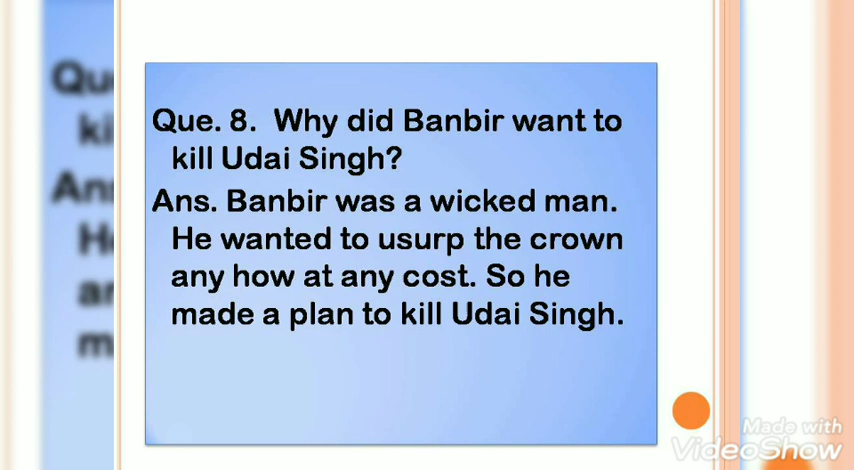 Que. 8. Why did Banbir want to
kill Udai Singh?
Ans. Banbir was a wicked man.
He wanted to usurp the crown
any how at any cost. So he
made a plan to kill Udai Singh.
Made with
VideoShow